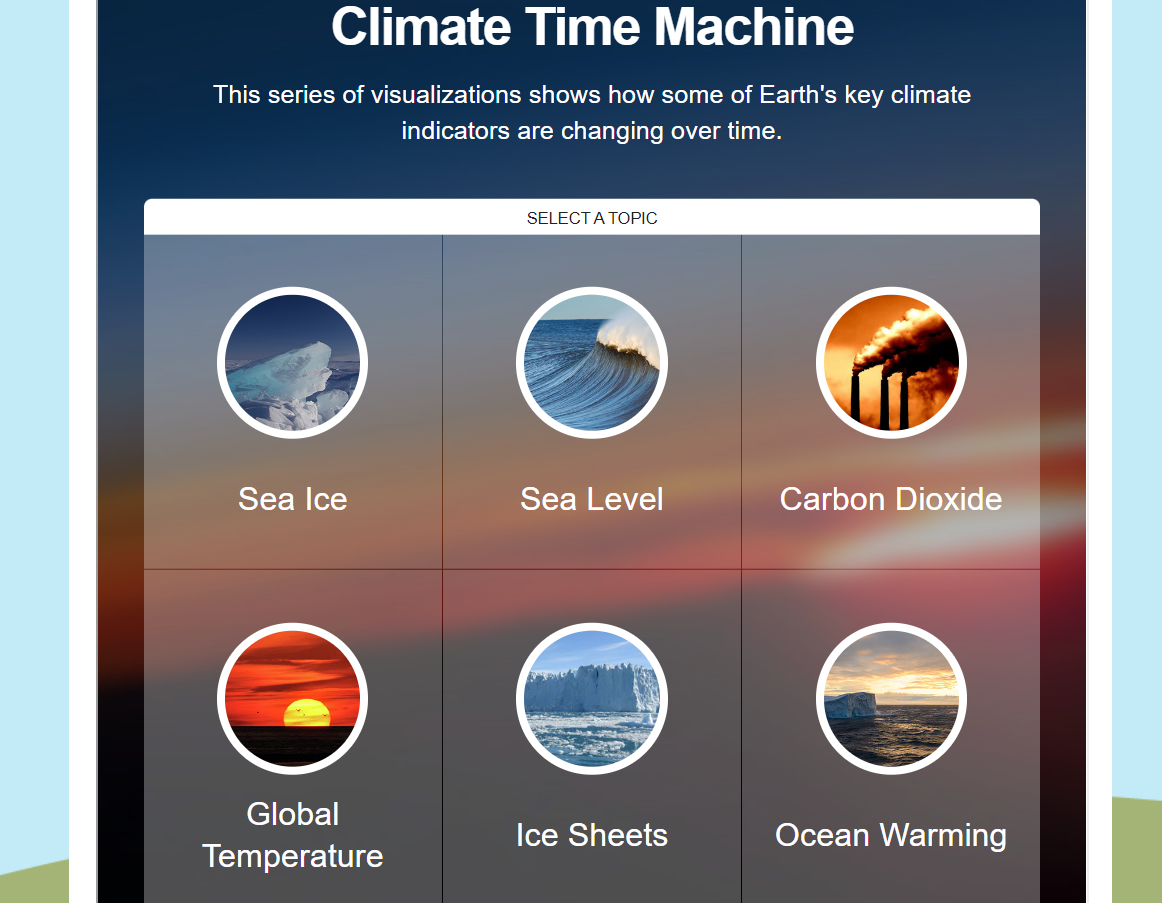 Climate Time Machine
This series of visualizations shows how some of Earth's key climate
indicators are changing over time.
SELECT A TOPIC
Sea Ice
Sea Level
Carbon Dioxide
Global
Temperature
Ice Sheets
Ocean Warming